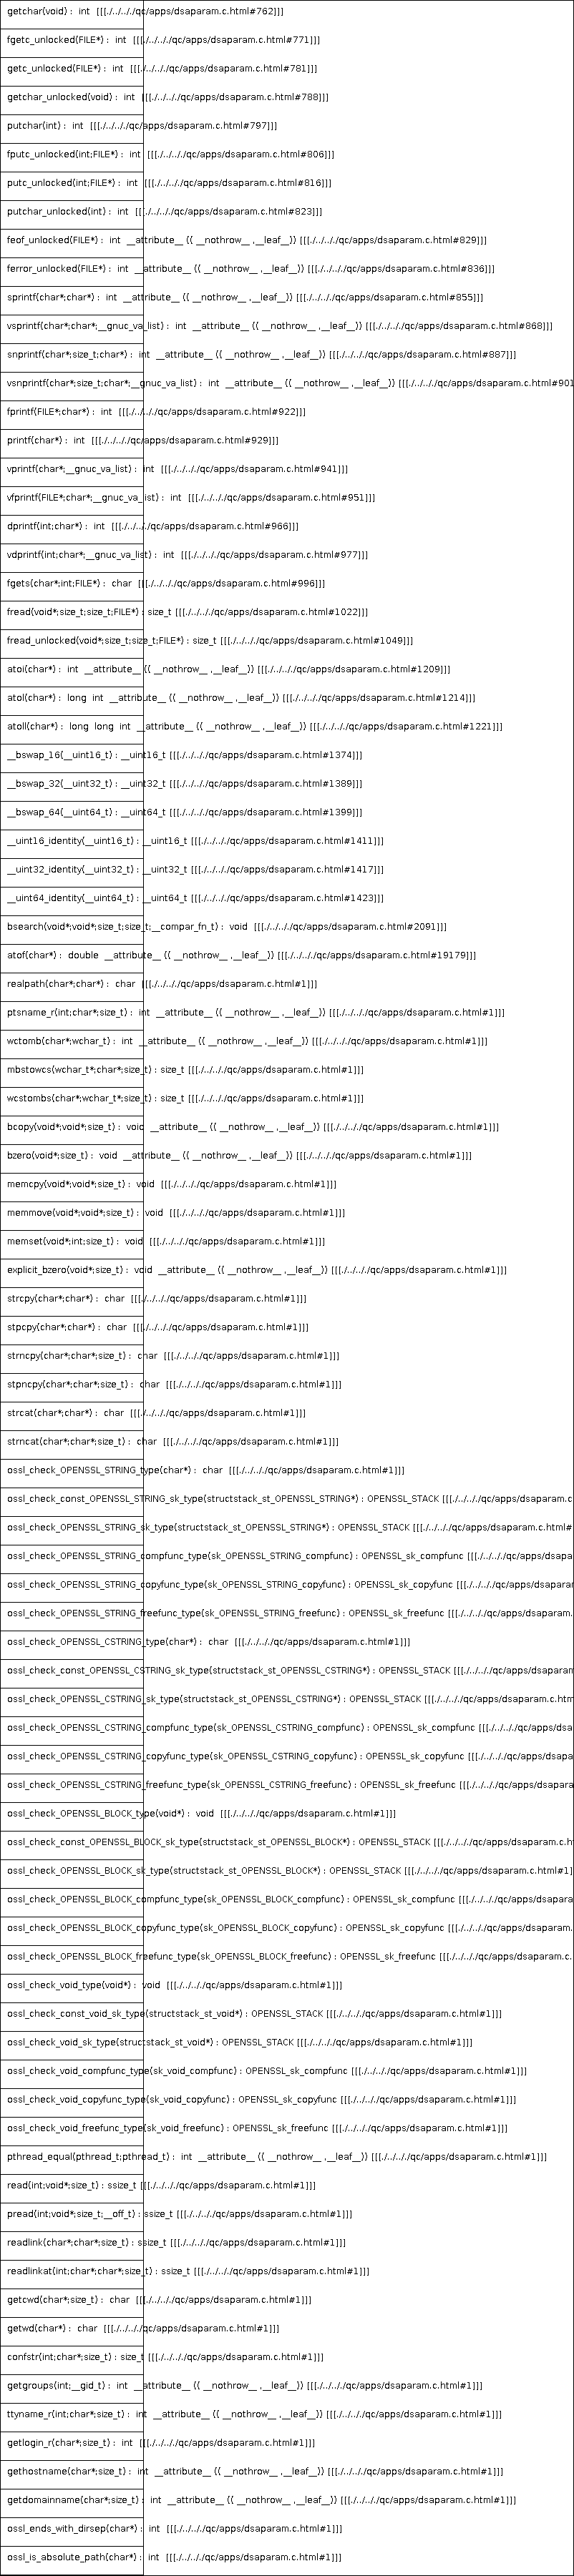 getchar(void) : int [[[./../.././qc/apps/dsaparam.c.html#762]]]
fgetc_unlocked(FILE*) : int [[[./../.././qc/apps/dsaparam.c.html#771]]]
getc_unlocked(FILE*) : int [[[./../.././qc/apps/dsaparam.c.html#781]]]
getchar_unlocked(void) : int [[[./../.././qc/apps/dsaparam.c.html#788]]]
putchar(int) : int [[[./../.././qc/apps/dsaparam.c.html#797]]]
fputc_unlocked(int;FILE*) : int [[[./../.././qc/apps/dsaparam.c.html#806]]]
putc_unlocked(int;FILE*) : int [[[./../.././qc/apps/dsaparam.c.html#816]]]
putchar_unlocked(int) : int [[[./../.././qc/apps/dsaparam.c.html#823]]]
feof_unlocked(FILE*) : int __attribute__ (( __nothrow__ ,__leaf__)) [[[./../.././qc/apps/dsaparam.c.html#829]]]
ferror_unlocked(FILE*) : int __attribute__ (( __nothrow__ ,__leaf__)) [[[./../.././qc/apps/dsaparam.c.html#836]]]
sprintf(char*;char*) : int __attribute__ (( __nothrow__ ,__leaf__)) [[[./../.././qc/apps/dsaparam.c.html#855]]]
vsprintf(char*;char*;__gnuc_va_list) : int __attribute__ (( __nothrow__ ,__leaf__)) [[[./../.././qc/apps/dsaparam.c.html#868]]]
snprintf(char*;size_t;char*) : int __attribute__ (( __nothrow__ ,__leaf__)) [[[./../.././qc/apps/dsaparam.c.html#887]]]
vsnprintf(char*;size_t;char*;__gnuc_va_list) : int __attribute__ (( __nothrow__ ,__leaf__)) [[[./../.././qc/apps/dsaparam.c.html#901
fprintf(FILE*;char*) : int [[[./../.././qc/apps/dsaparam.c.html#922]]]
printf(char*) : int [[[./../.././qc/apps/dsaparam.c.html#929]]]
vprintf(char*;__gnuc_va_list) : int [[[./../.././qc/apps/dsaparam.c.html#941]]]
vfprintf(FILE*;char*;__gnuc_va_list) : int [[[./../.././qc/apps/dsaparam.c.html#951]]]
dprintf(int;char*) : int [[[./../.././qc/apps/dsaparam.c.html#966]]]
vdprintf(int;char*;__gnuc_va_list) : int [[[./../.././qc/apps/dsaparam.c.html#977]]]
fgets(char*;int;FILE*) : char [[[./../.././qc/apps/dsaparam.c.html#996]]]
fread(void*;size_t;size_t;FILE*) : size_t [[[./../.././qc/apps/dsaparam.c.html#1022]]]
fread_unlocked(void*;size_t;size_t;FILE*) : size_t [[[./../.././qc/apps/dsaparam.c.html#1049]]]
atoi(char*) : int __attribute__ (( __nothrow__ ,__leaf__)) [[[./../.././qc/apps/dsaparam.c.html#1209]]]
atol(char*) : long int __attribute__ (( __nothrow__ ,__leaf__)) [[[./../.././qc/apps/dsaparam.c.html#1214]]]
atoll(char*) : long long int __attribute__ (( __nothrow__ ,__leaf__)) [[[./../.././qc/apps/dsaparam.c.html#1221]]]
__bswap_16(__uint16_t) : __uint16_t [[[./../.././qc/apps/dsaparam.c.html#1374]]]
__bswap_32(__uint32_t) : __uint32_t [[[./../.././qc/apps/dsaparam.c.html#1389]]]
__bswap_64(__uint64_t) : __uint64_t [[[./../.././qc/apps/dsaparam.c.html#1399]]]
__uint16_identity(__uint16_t) : __uint16_t [[[./../.././qc/apps/dsaparam.c.html#1411]]]
__uint32_identity(__uint32_t) : __uint32_t [[[./../.././qc/apps/dsaparam.c.html#1417]]]
__uint64_identity(__uint64_t) : __uint64_t [[[./../.././qc/apps/dsaparam.c.html#1423]]]
bsearch(void*;void*;size_t;size_t;__compar_fn_t) : void [[[./../.././qc/apps/dsaparam.c.html#2091]]]
atof(char*) : double __attribute__ (( __nothrow__ ,__leaf__)) [[[./../.././qc/apps/dsaparam.c.html#19179]]]
realpath(char*;char*) : char [[[./../.././qc/apps/dsaparam.c.html#1]]]
ptsname_r(int;char*;size_t) : int __attribute__ (( __nothrow__ ,__leaf__)) [[[./../.././qc/apps/dsaparam.c.html#1]]]
wctomb(char*;wchar_t) : int __attribute__ (( __nothrow__ ,__leaf__)) [[[./../.././qc/apps/dsaparam.c.html#1]]]
mbstowcs(wchar_t*;char*;size_t) : size_t [[[./../.././qc/apps/dsaparam.c.html#1]]]
wcstombs(char*;wchar_t*;size_t) : size_t [[[./../.././qc/apps/dsaparam.c.html#1]]]
bcopy(void*;void*;size_t) : void __attribute__ (( __nothrow__ ,__leaf__)) [[[./../.././qc/apps/dsaparam.c.html#1]]]
bzero(void*;size_t) : void __attribute__ (( __nothrow__ ,__leaf__)) [[[./../.././qc/apps/dsaparam.c.html#1]]]
memcpy(void*;void*;size_t) : void [[[./../.././qc/apps/dsaparam.c.html#1]]]
memmove(void*;void*;size_t) : void [[[./../.././qc/apps/dsaparam.c.html#1]]]
memset(void*;int;size_t) : void [[[./../.././qc/apps/dsaparam.c.html#1]]]
explicit_bzero(void*;size_t) : void __attribute__ (( __nothrow__ ,__leaf__)) [[[./../.././qc/apps/dsaparam.c.html#1]]]
strcpy(char*;char*) : char [[[./../.././qc/apps/dsaparam.c.html#1]]]
stpcpy(char*;char*) : char [[[./../.././qc/apps/dsaparam.c.html#1]]]
strncpy(char*;char*;size_t) : char [[[./../.././qc/apps/dsaparam.c.html#1]]]
stpncpy(char*;char*;size_t) : char [[[./../.././qc/apps/dsaparam.c.html#1]]]
strcat(char*;char*) : char [[[./../.././qc/apps/dsaparam.c.html#1]]]
strncat(char*;char*;size_t) : char [[[./../.././qc/apps/dsaparam.c.html#1]]]
ossl_check_OPENSSL_STRING_type(char*) : char [[[./../.././qc/apps/dsaparam.c.html#1]]]
ossl_check_const_OPENSSL_STRING_sk_type(structstack_st_OPENSSL_STRING*) : OPENSSL_STACK [[[./../.././qc/apps/dsaparam.c
ossl_check_OPENSSL_STRING_sk_type(structstack_st_OPENSSL_STRING*) : OPENSSL_STACK [[[./../.././qc/apps/dsaparam.c.html#
ossl_check_OPENSSL_STRING_compfunc_type(sk_OPENSSL_STRING_compfunc) : OPENSSL_sk_compfunc [[[./../.././qc/apps/dsapa
ossl_check_OPENSSL_STRING_copyfunc_type(sk_OPENSSL_STRING_copyfunc) : OPENSSL_sk_copyfunc [[[./../.././qc/apps/dsapara
ossl_check_OPENSSL_STRING_freefunc_type(sk_OPENSSL_STRING_freefunc) : OPENSSL_sk_freefunc [[[./../.././qc/apps/dsaparam.
ossl_check_OPENSSL_CSTRING_type(char*) : char [[[./../.././qc/apps/dsaparam.c.html#1]]]
ossl_check_const_OPENSSL_CSTRING_sk_type(structstack_st_OPENSSL_CSTRING*) : OPENSSL_STACK [[[./../.././qc/apps/dsaparam
ossl_check_OPENSSL_CSTRING_sk_type(structstack_st_OPENSSL_CSTRING*) : OPENSSL_STACK [[[./../.././qc/apps/dsaparam.c.htm
ossl_check_OPENSSL_CSTRING_compfunc_type(sk_OPENSSL_CSTRING_compfunc) : OPENSSL_sk_compfunc [[[./../.././qc/apps/dsa
ossl_check_OPENSSL_CSTRING_copyfunc_type(sk_OPENSSL_CSTRING_copyfunc) : OPENSSL_sk_copyfunc [[[./../.././qc/apps/dsapa
ossl_check_OPENSSL_CSTRING_freefunc_type(sk_OPENSSL_CSTRING_freefunc) : OPENSSL_sk_freefunc [[[./../.././qc/apps/dsapara
ossl_check_OPENSSL_BLOCK_type(void*) : void [[[./../.././qc/apps/dsaparam.c.html#1]]]
ossl_check_const_OPENSSL_BLOCK_sk_type(structstack_st_OPENSSL_BLOCK*) : OPENSSL_STACK [[[./../.././qc/apps/dsaparam.c.h
ossl_check_OPENSSL_BLOCK_sk_type(structstack_st_OPENSSL_BLOCK*) : OPENSSL_STACK [[[./../.././qc/apps/dsaparam.c.html#1]
ossl_check_OPENSSL_BLOCK_compfunc_type(sk_OPENSSL_BLOCK_compfunc) : OPENSSL_sk_compfunc [[[./../.././qc/apps/dsapara
ossl_check_OPENSSL_BLOCK_copyfunc_type(sk_OPENSSL_BLOCK_copyfunc) : OPENSSL_sk_copyfunc [[[./../.././qc/apps/dsaparam.
ossl_check_OPENSSL_BLOCK_freefunc_type(sk_OPENSSL_BLOCK_freefunc) : OPENSSL_sk_freefunc [[[./../.././qc/apps/dsaparam.c.
ossl_check_void_type(void*) : void [[[./../.././qc/apps/dsaparam.c.html#1]]]
ossl_check_const_void_sk_type(structstack_st_void*) : OPENSSL_STACK [[[./../.././qc/apps/dsaparam.c.html#1]]]
ossl_check_void_sk_type(structstack_st_void*) : OPENSSL_STACK [[[./../.././qc/apps/dsaparam.c.html#1]]]
ossl_check_void_compfunc_type(sk_void_compfunc) : OPENSSL_sk_compfunc [[[./../.././qc/apps/dsaparam.c.html#1]]]
ossl_check_void_copyfunc_type(sk_void_copyfunc) : OPENSSL_sk_copyfunc [[[./../.././qc/apps/dsaparam.c.html#1]]]
ossl_check_void_freefunc_type(sk_void_freefunc) : OPENSSL_sk_freefunc [[[./../.././qc/apps/dsaparam.c.html#1]]]
pthread_equal(pthread_t;pthread_t) : int __attribute__ (( __nothrow__ ,__leaf__)) [[[./../.././qc/apps/dsaparam.c.html#1]]]
read(int;void*;size_t) : ssize_t [[[./../.././qc/apps/dsaparam.c.html#1]]]
pread(int;void*;size_t;__off_t) : ssize_t [[[./../.././qc/apps/dsaparam.c.html#1]]]
readlink(char*;char*;size_t) : ssize_t [[[./../.././qc/apps/dsaparam.c.html#1]]]
readlinkat(int;char*;char*;size_t) : ssize_t [[[./../.././qc/apps/dsaparam.c.html#1]]]
getcwd(char*;size_t) : char [[[./../.././qc/apps/dsaparam.c.html#1]]]
getwd(char*) : char [[[./../.././qc/apps/dsaparam.c.html#1]]]
confstr(int;char*;size_t) : size_t [[[./../.././qc/apps/dsaparam.c.html#1]]]
getgroups(int;__gid_t) : int __attribute__ (( __nothrow__ ,__leaf__)) [[[./../.././qc/apps/dsaparam.c.html#1]]]
ttyname_r(int;char*;size_t) : int __attribute__ (( __nothrow__ ,__leaf__)) [[[./../.././qc/apps/dsaparam.c.html#1]]]
getlogin_r(char*;size_t) : int [[[./../.././qc/apps/dsaparam.c.html#1]]]
gethostname(char*;size_t) : int __attribute__ (( __nothrow__ ,__leaf__)) [[[./../.././qc/apps/dsaparam.c.html#1]]]
getdomainname(char*;size_t) : int __attribute__ (( __nothrow__ ,__leaf__)) [[[./../.././qc/apps/dsaparam.c.html#1]]]
ossl_ends_with_dirsep(char*) : int [[[./../.././qc/apps/dsaparam.c.html#1]]]
ossl_is_absolute_path(char*) : int [[[./../.././qc/apps/dsaparam.c.html#1]]]